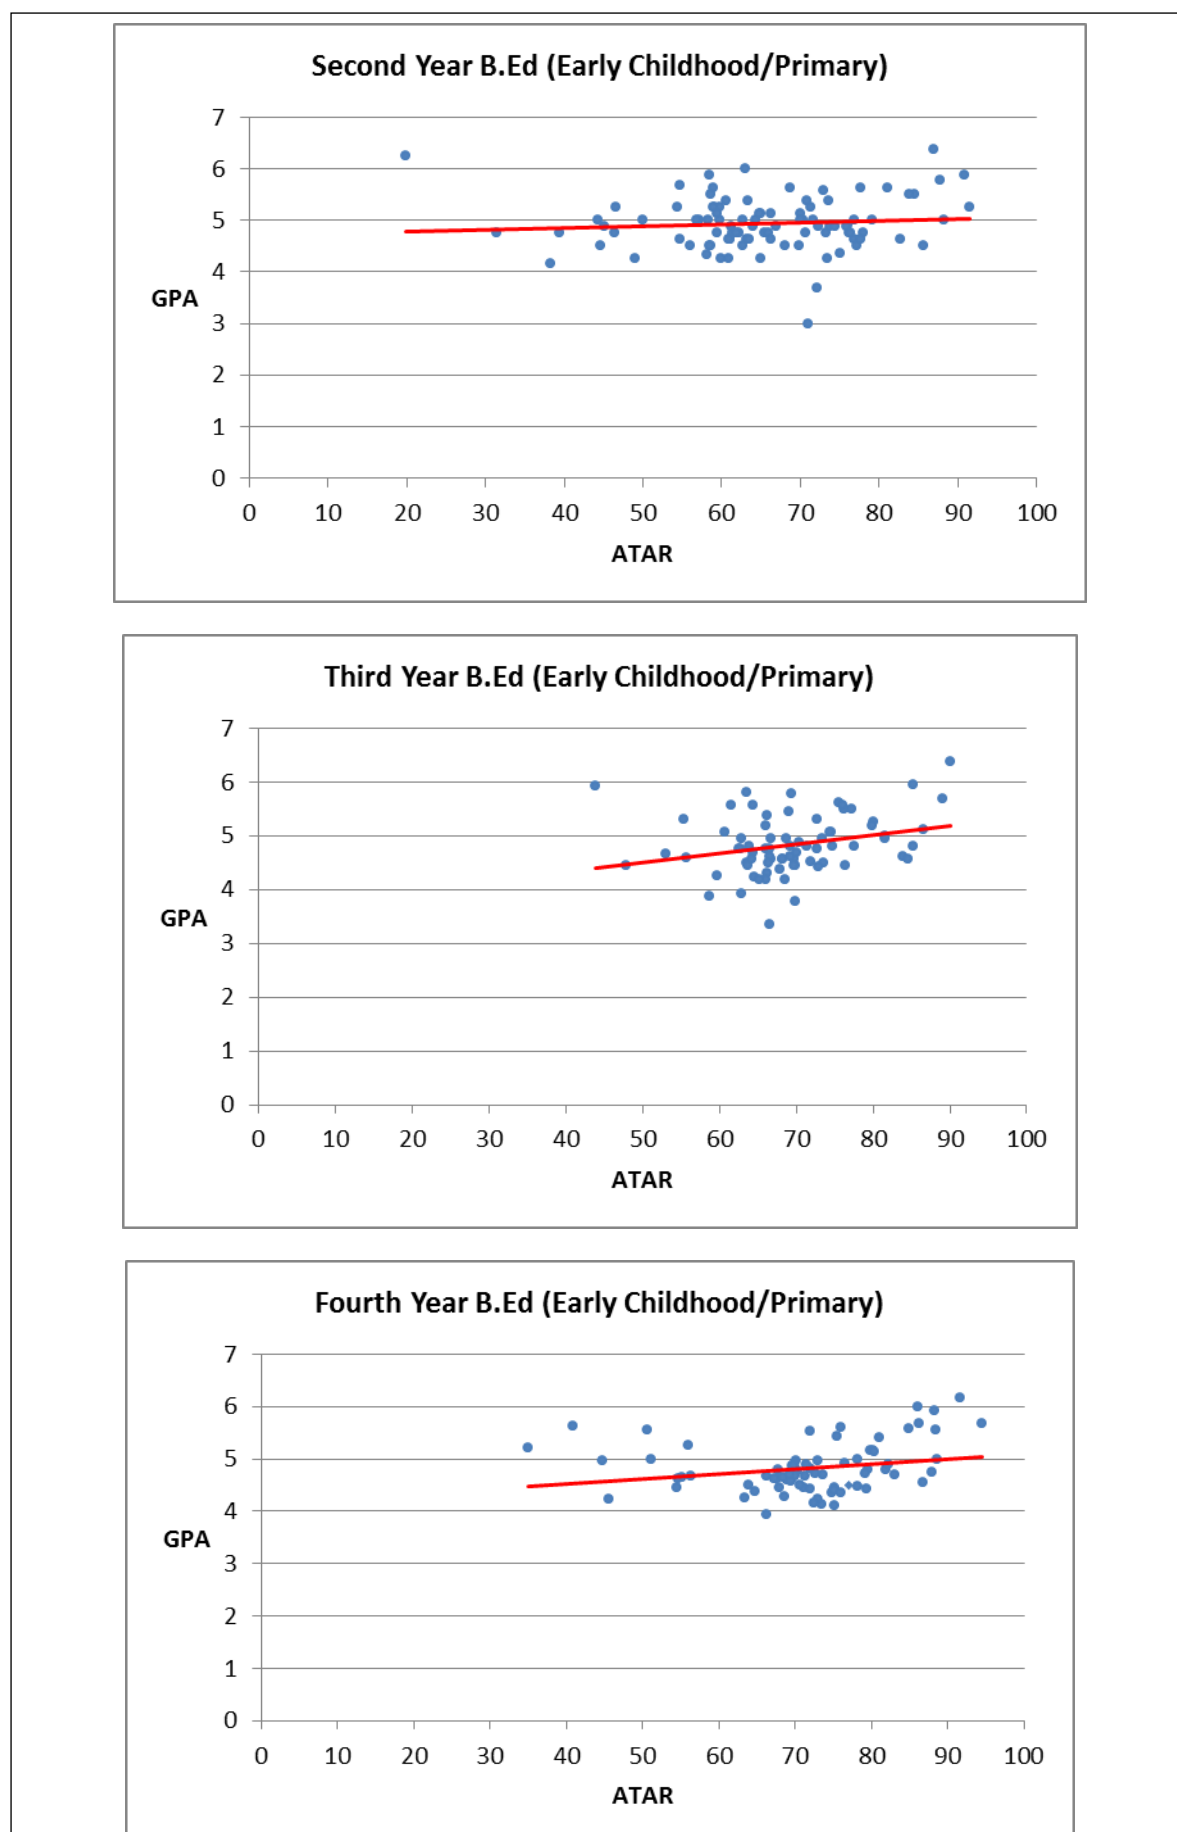 Second Year B.Ed (Early Childhood/Primary)
7
6
5
4
GPA
3
2
1
0
0 10 20 30 40 50 60 70 80 90 100
ATAR
Third Year B.Ed (Early Childhood/Primary)
7
6
5
4
GPA
3
2
1
0
0 10 20 30 40 50 60 70 80 90 100
ATAR
Fourth Year B.Ed (Early Childhood/Primary)
7
6
5
4
GPA
3
2
1
0
0 10 20 30 40 50 60 70 80 90 100
ATAR